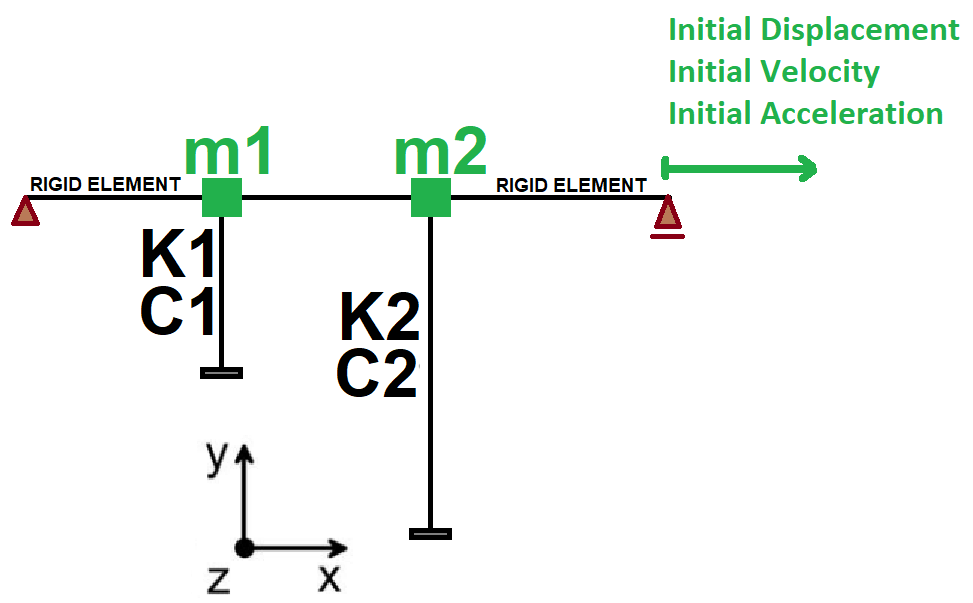 Initial Displacement
Initial Velocity
Initial Acceleration
m1
m2
RIGID ELEMENT
RIGID ELEMENT
K1
C1
K2
C2
y
z
x